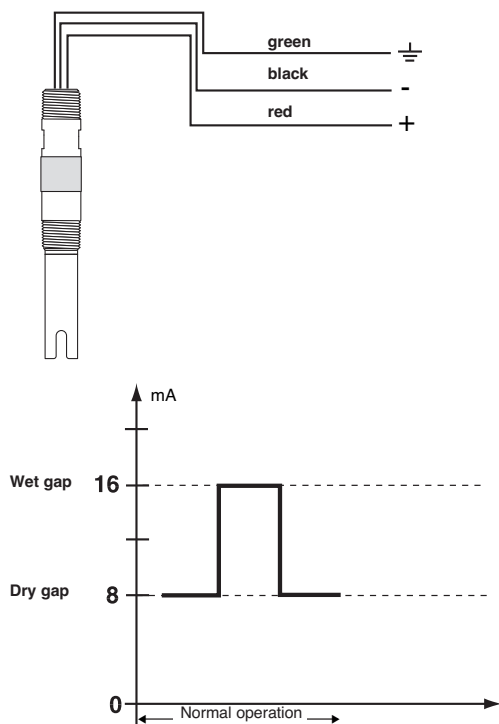 green
black
-
red
+
mA
Wet gap 16
Dry gap 8
0
Normal operation